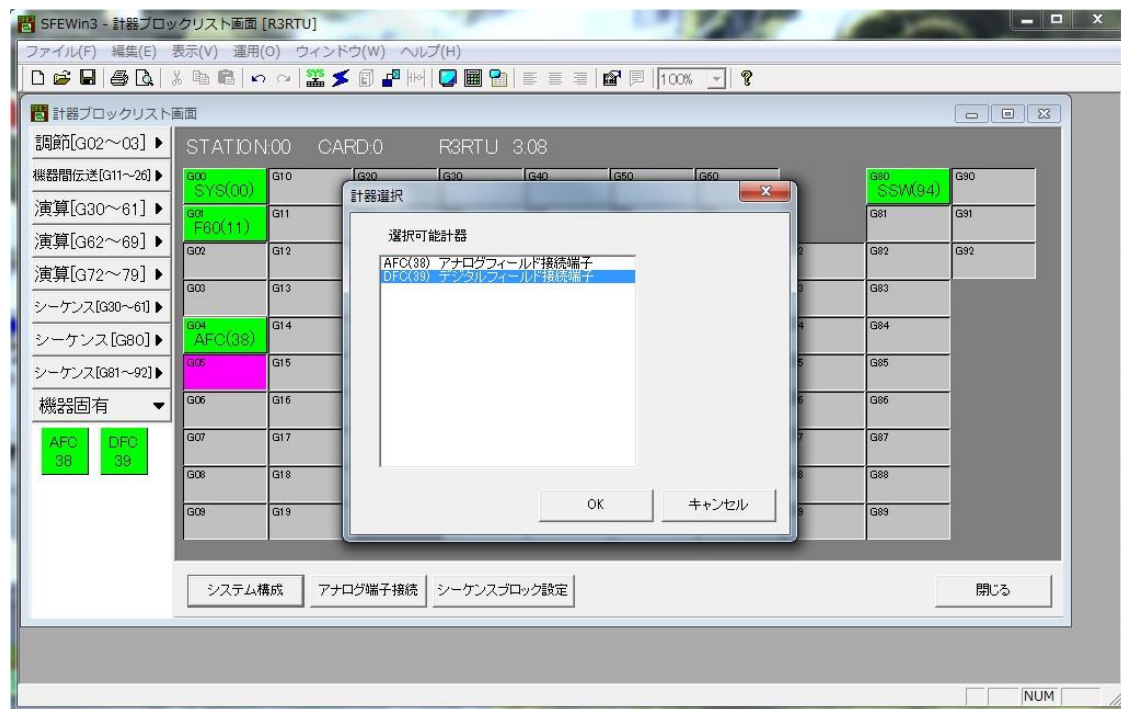 SFEWin3 - 計器ブロックリスト画面 [R3RTU]
ファイル(F) 編集(E) 表示(V) 運用(O) ウィンドウ(W) ヘルプ(H)
SYS 100%
計器ブロックリスト画面
調節[G02～03]
機器間伝送[G11～26]
演算[G30～61]
演算[G62～69]
演算[G72～79]
シーケンス[G30～61]
シーケンス[G80]
シーケンス[G81～92]
機器固有
AFC 38
DFC 39
STATION:00 CARD:0 R3RTU 3.08
G00 SYS(00) G10 G20 G30 G40 G50 G60 G80 SSW(94) G90
G01 F60(11) G11 G81 G91
G02 G12 G82 G92
G03 G13 G83
G04 AFC(38) G14 G84
G05 G15 G85
G06 G16 G86
G07 G17 G87
G08 G18 G88
G09 G19 G89
計器選択
選択可能計器
AFC(38) アナログフィールド接続端子
DFC(39) デジタルフィールド接続端子
OK キャンセル
システム構成 アナログ端子接続 シーケンスブロック設定 閉じる
NUM